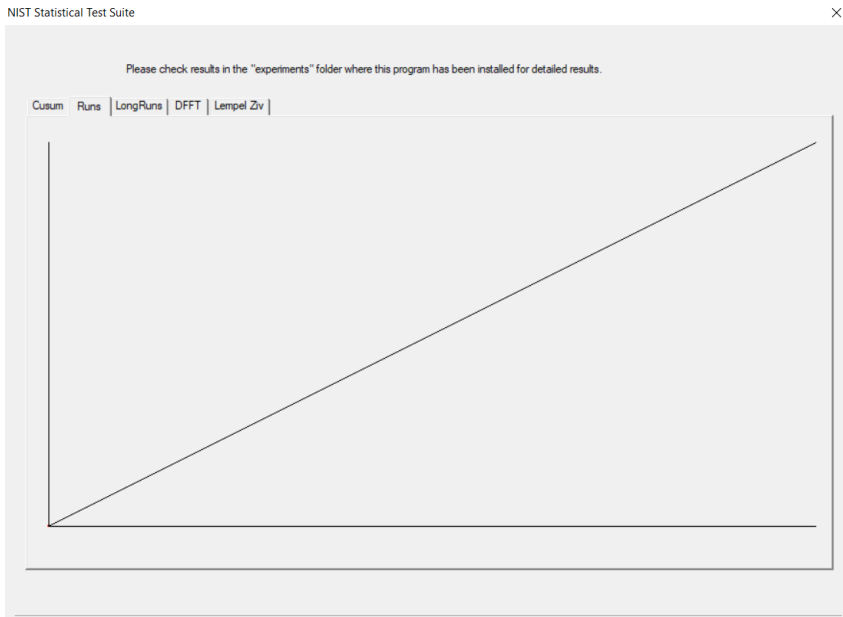 NIST Statistical Test Suite
Please check results in the "experiments" folder where this program has been installed for detailed results.
Cusum Runs LongRuns DFFT Lempel Ziv